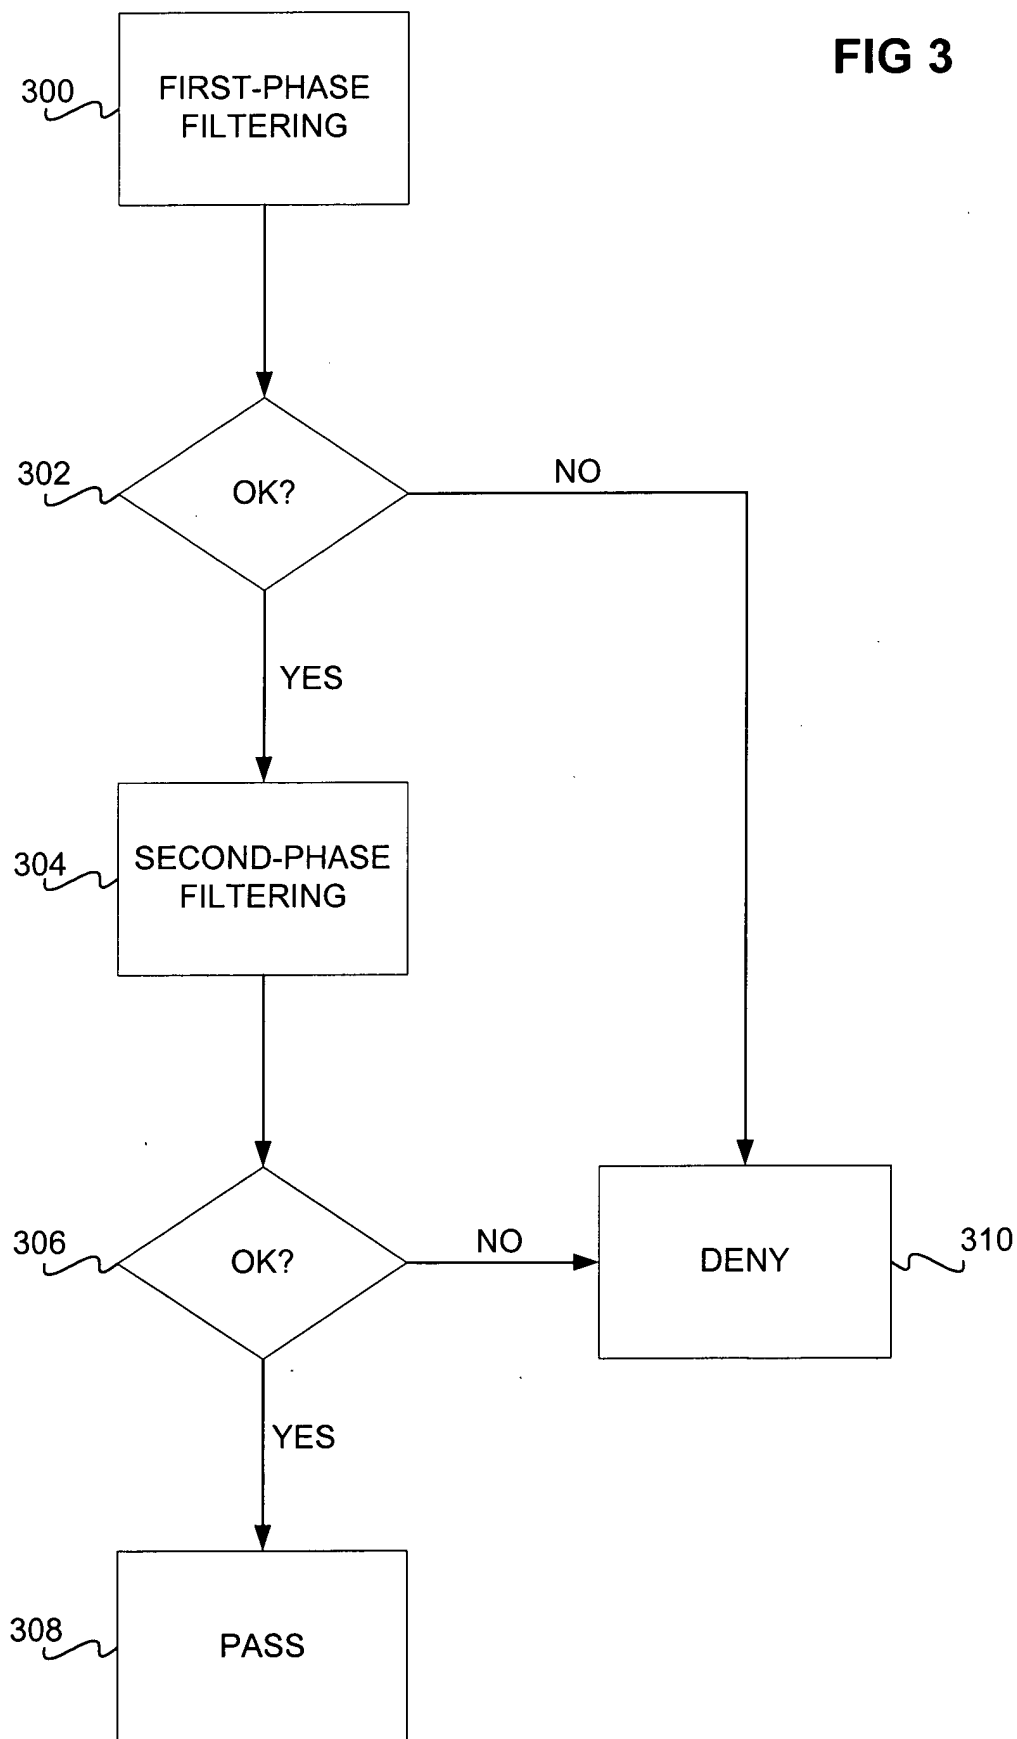 FIG 3
300
FIRST-PHASE
FILTERING
302
OK?
NO
YES
304
SECOND-PHASE
FILTERING
306
OK?
NO
DENY
310
YES
308
PASS